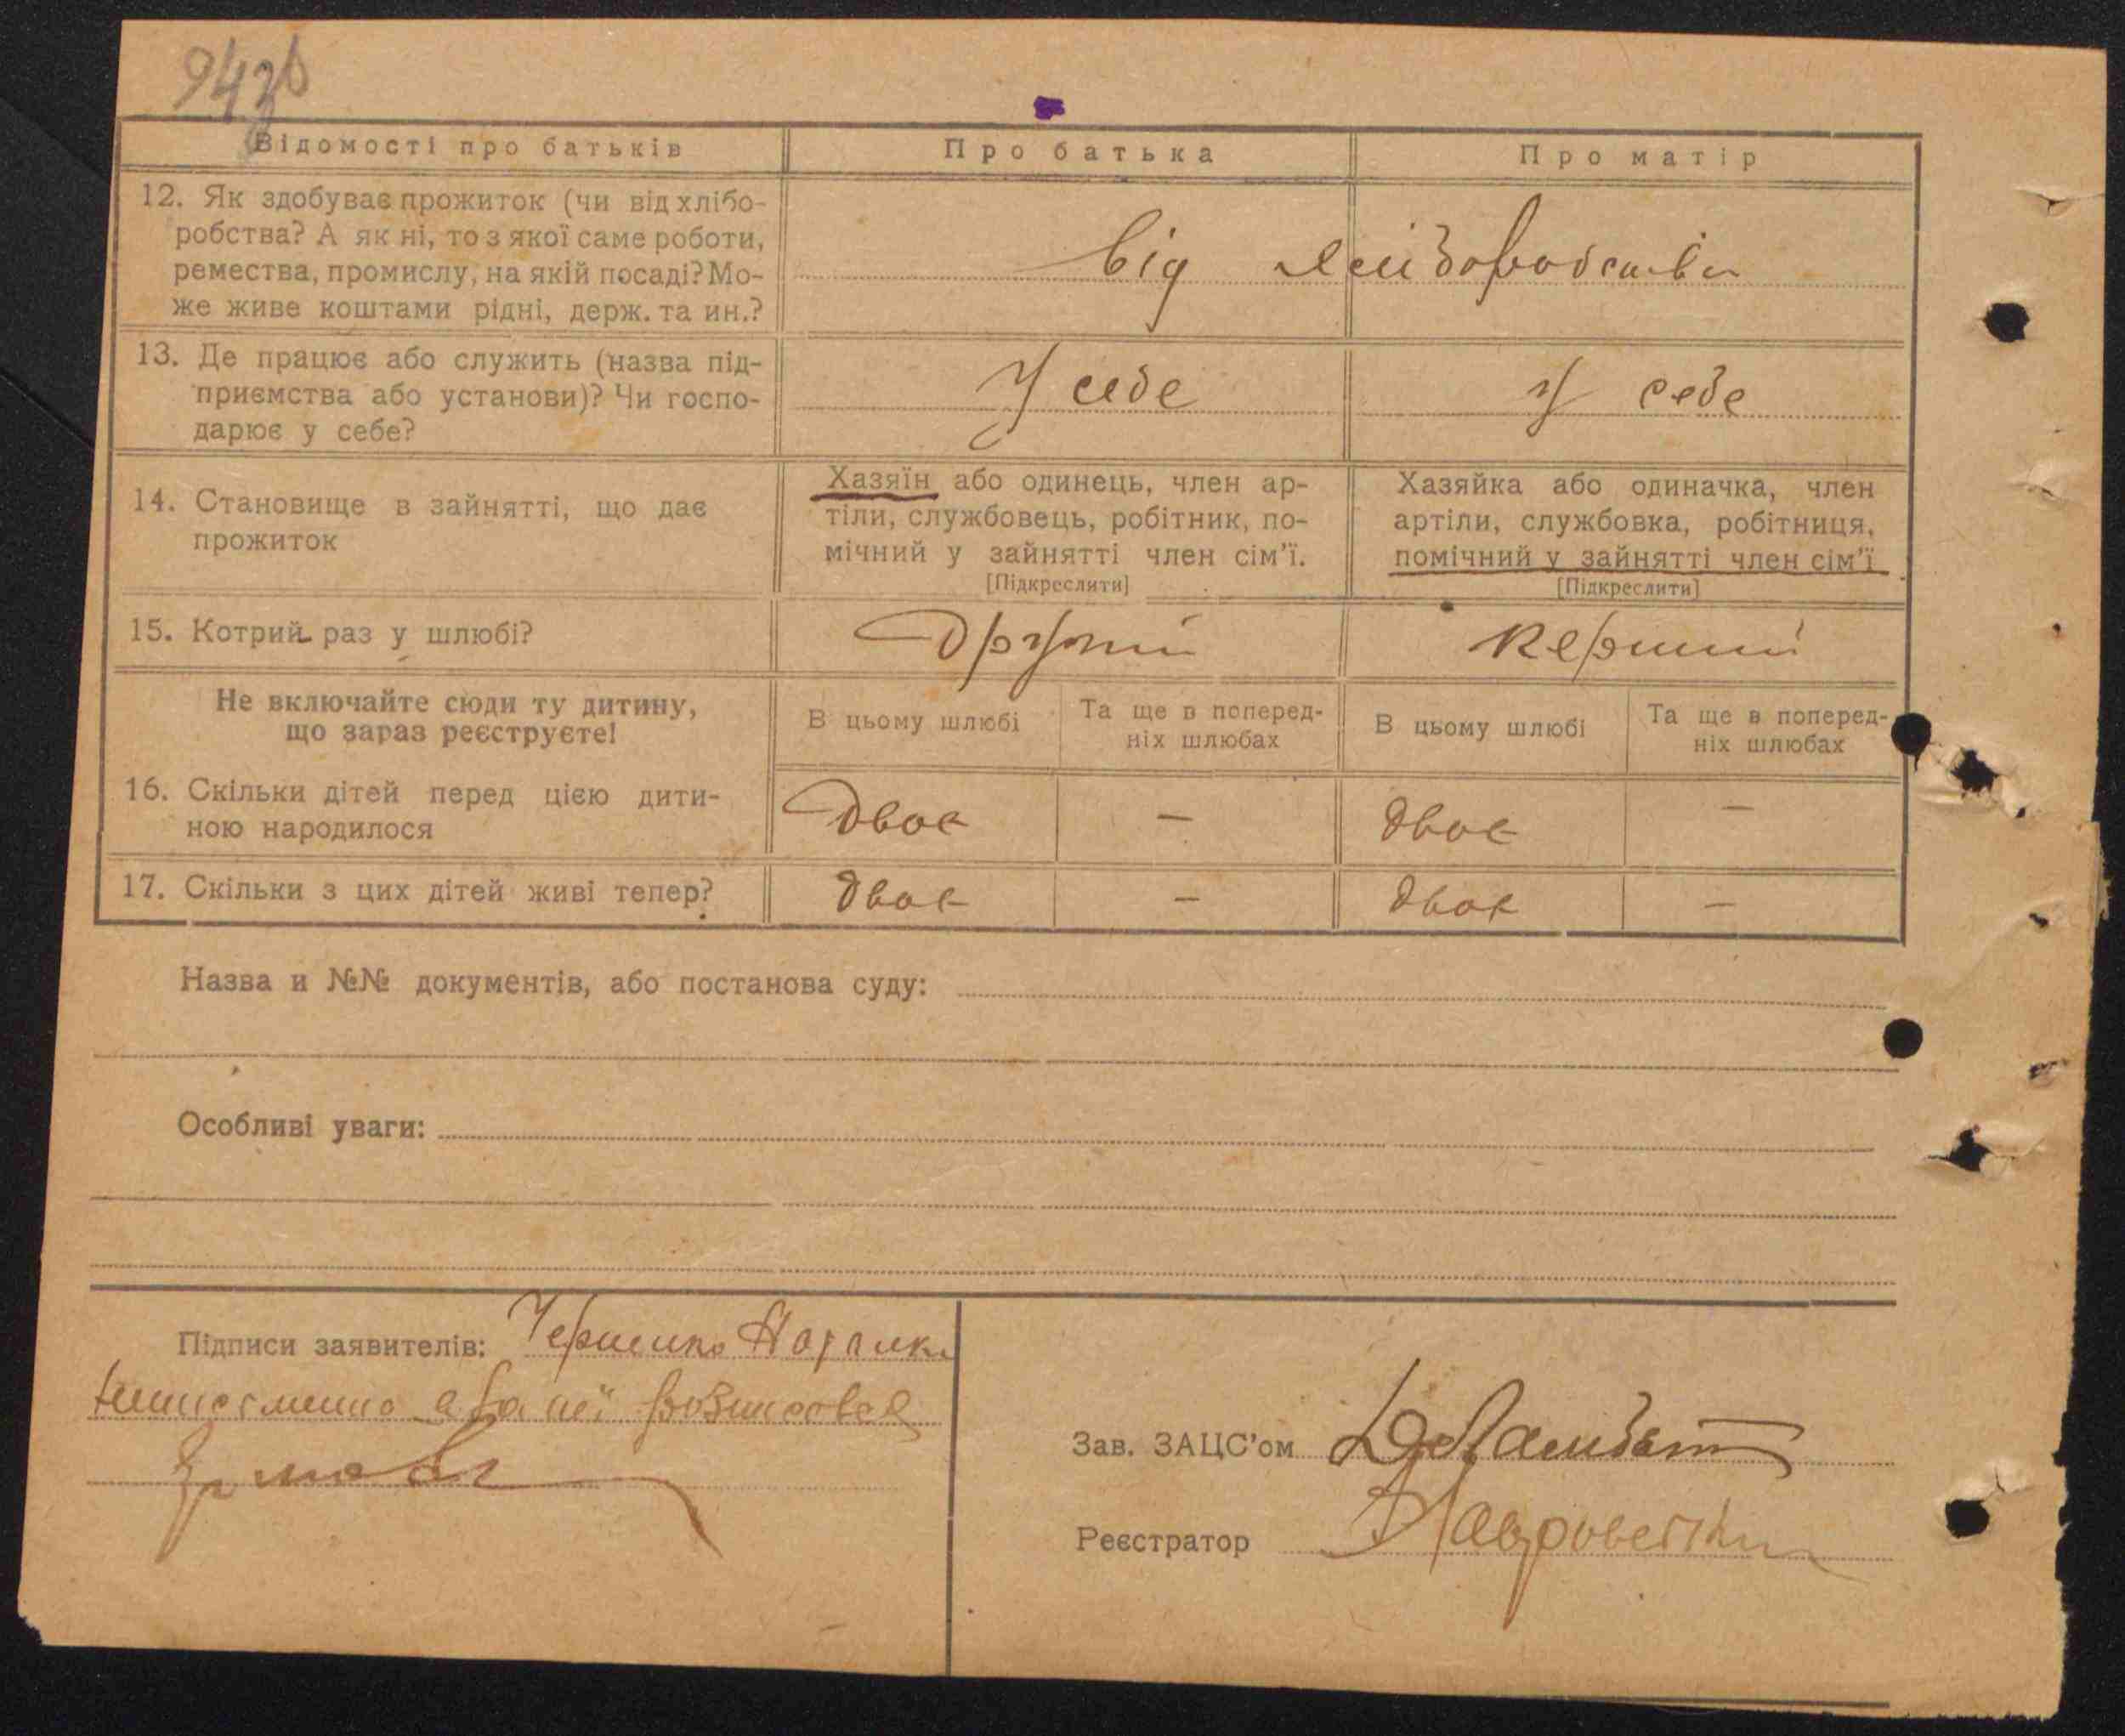 Відомості про батьків Про батька Про матір
12. Як здобуває прожиток (чи від хлібо-
робства? А як ні, то з якої саме роботи,
ремества, промислу, на якій посаді? Мо-
же живе коштами рідні, держ. та ин.?
від хліборобства
13. Де працює або служить (назва під-
приємства або установи)? Чи госпо-
дарює у себе?
У себе у себе
14. Становище в зайнятті, що дає
прожиток
Хазяїн або одинець, член ар-
тіли, службовець, робітник, по-
мічний у зайнятті член сім'ї.
[Підкреслити]
Хазяйка або одиначка, член
артіли, службовка, робітниця,
помічний у зайнятті член сім'ї
[Підкреслити]
15. Котрий раз у шлюбі? Другий Перший
Не включайте сюди ту дитину,
що зараз реєструєте!
В цьому шлюбі
Та ще в поперед-
ніх шлюбах
В цьому шлюбі
Та ще в поперед-
ніх шлюбах
16. Скільки дітей перед цією дити-
ною народилося
Двоє — двоє —
17. Скільки з цих дітей живі тепер? двоє — двоє —
Назва и №№ документів, або постанова суду:
Особливі уваги:
Підписи заявителів:
Зав. ЗАЦС'ом
Реєстратор